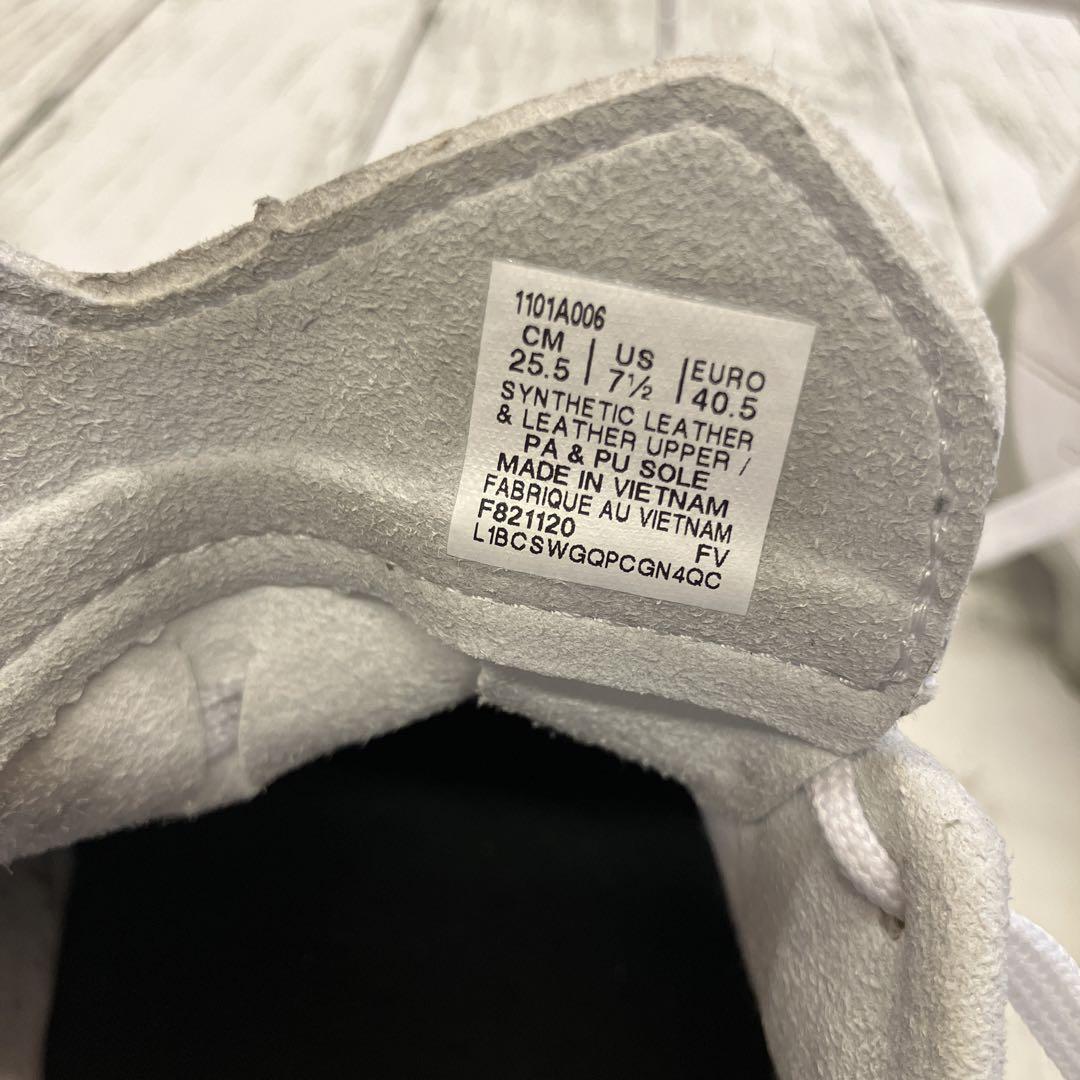 1101A006
CM | US | EURO
25.5 7½ 40.5
SYNTHETIC LEATHER
& LEATHER UPPER /
PA & PU SOLE
MADE IN VIETNAM
FABRIQUE AU VIETNAM
F821120 FV
L1BCSWGQPCGN4QC